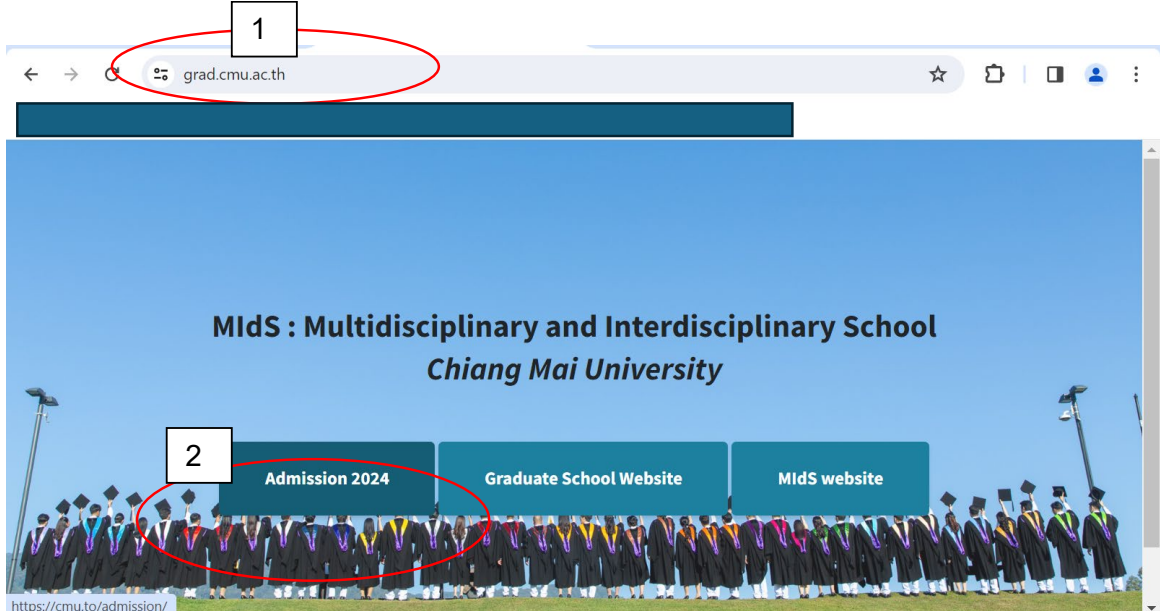 1
grad.cmu.ac.th
MIdS : Multidisciplinary and Interdisciplinary School
Chiang Mai University
2
Admission 2024
Graduate School Website
MIdS website
https://cmu.to/admission/